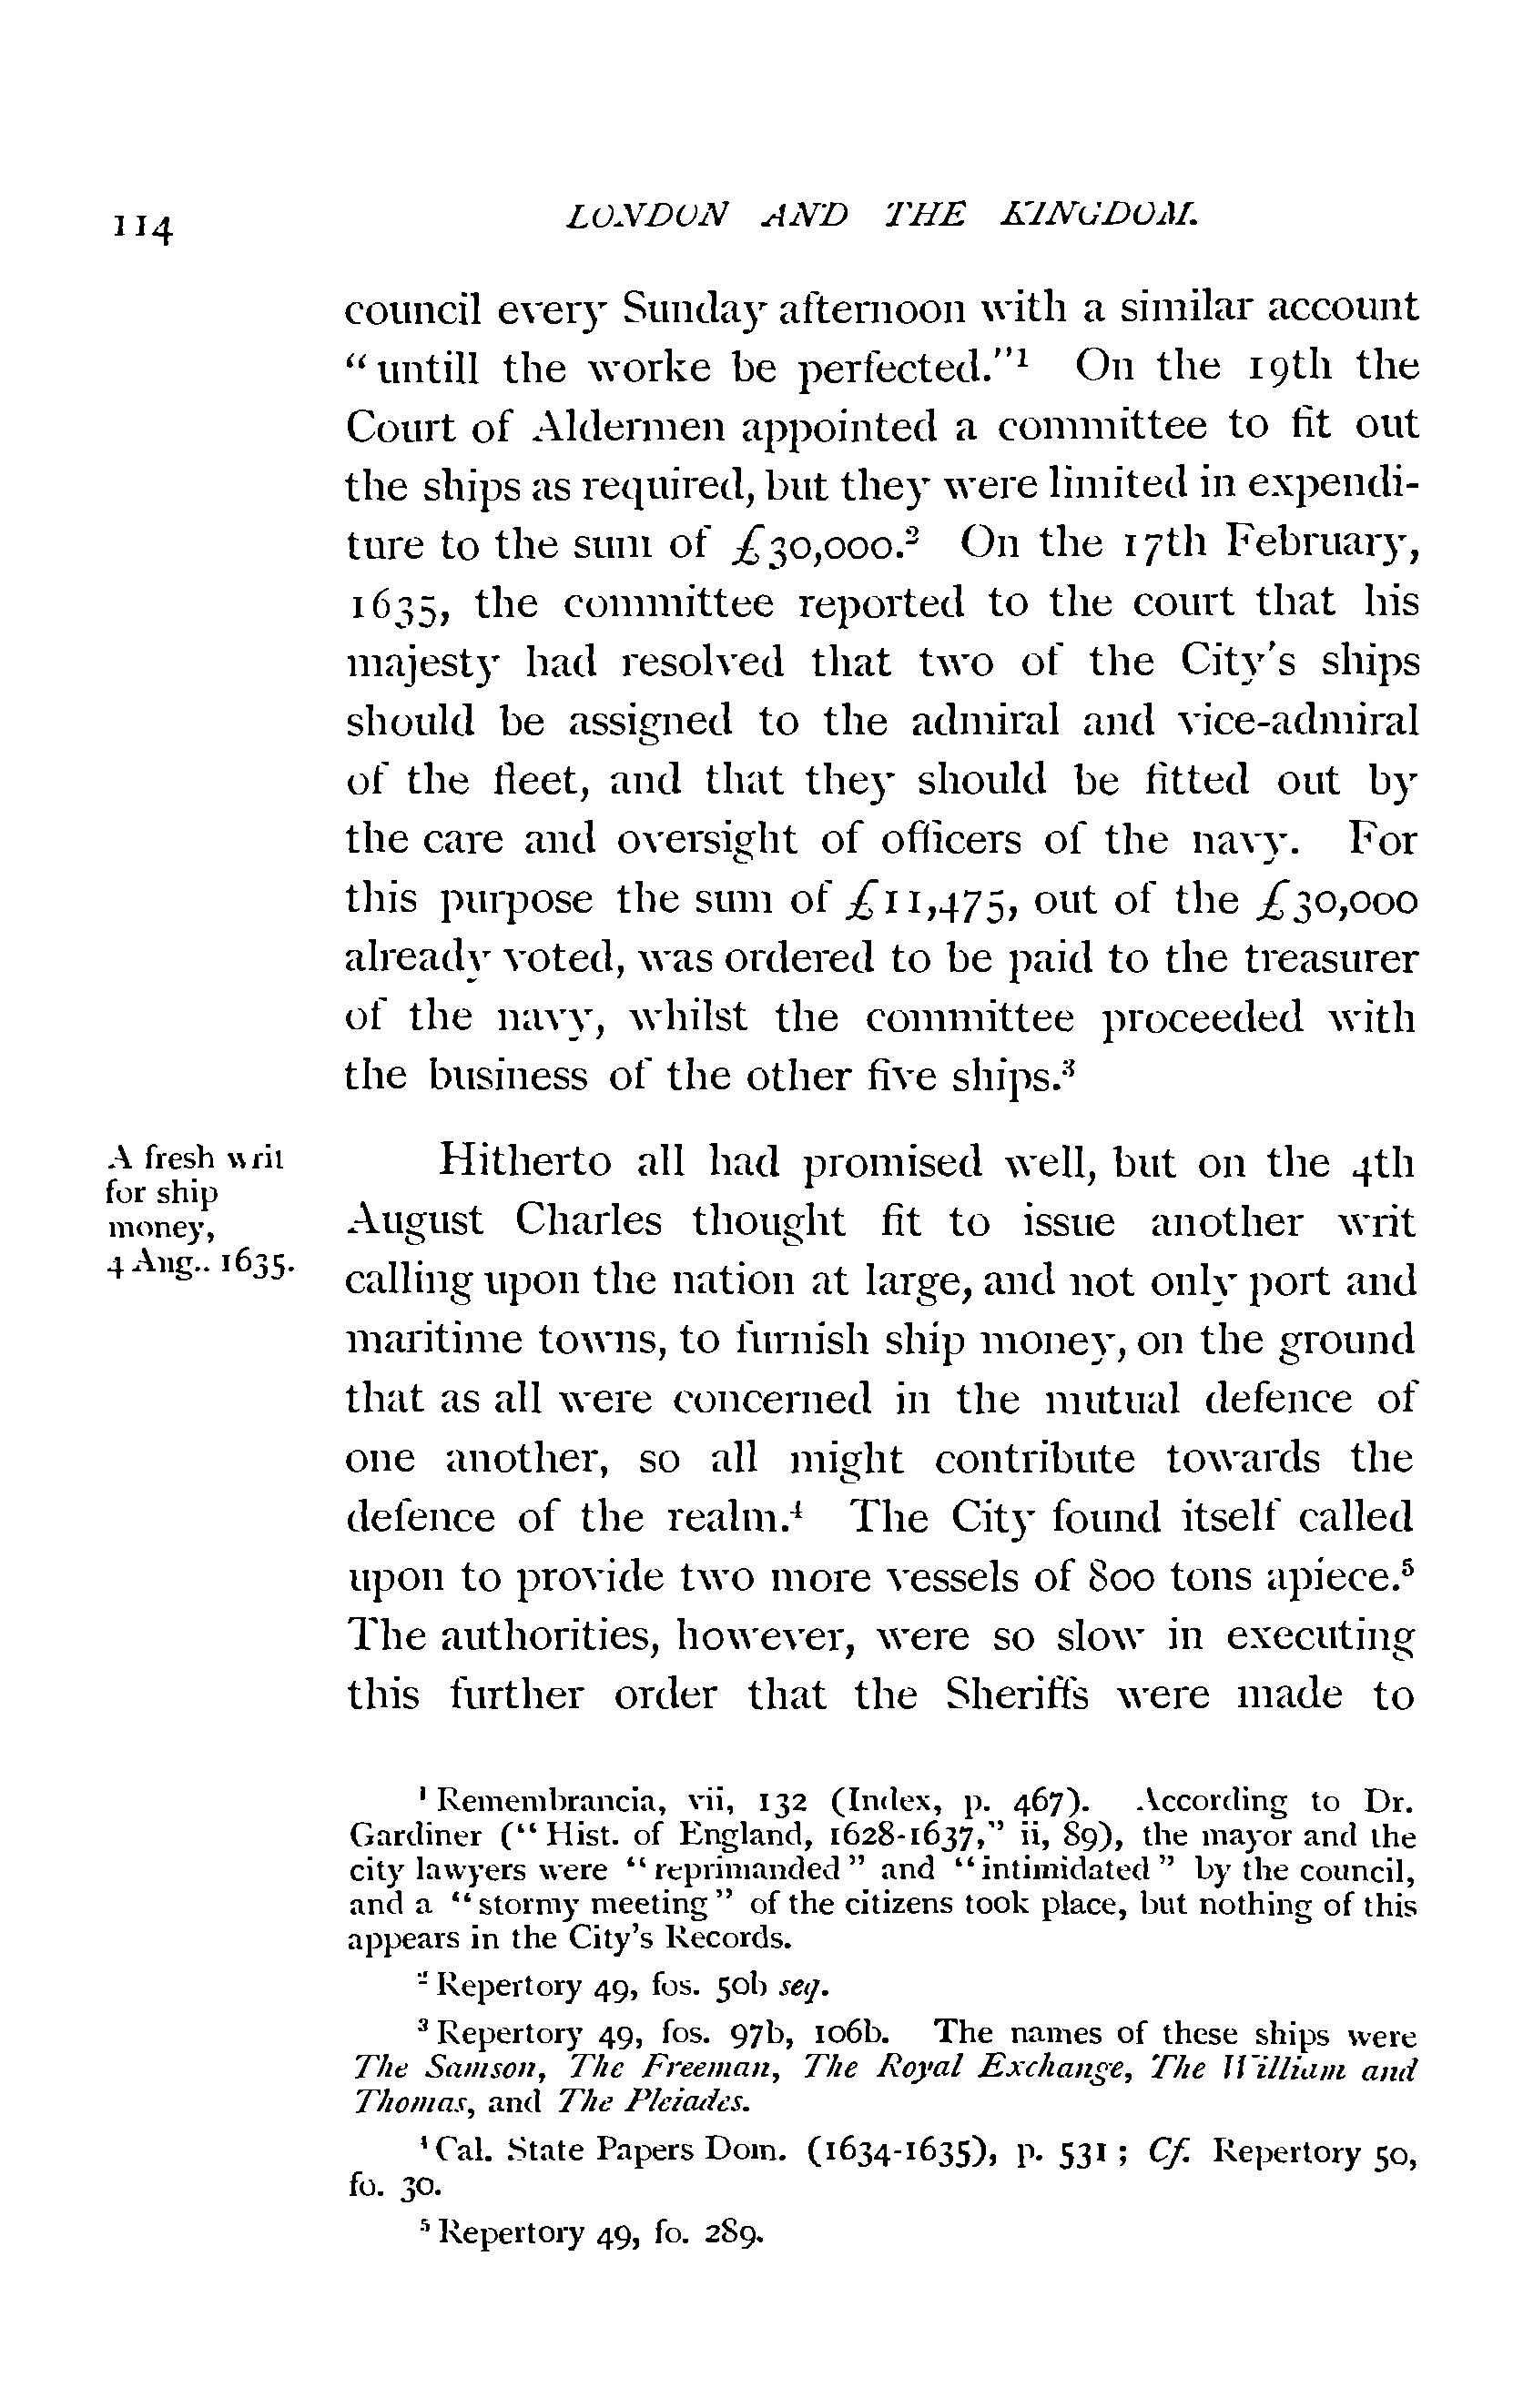 114
LONDON AND THE KINGDOM.
council every Sunday afternoon with a similar account
“untill the worke be perfected.”¹ On the 19th the
Court of Aldermen appointed a committee to fit out
the ships as required, but they were limited in expendi-
ture to the sum of £30,000.² On the 17th February,
1635, the committee reported to the court that his
majesty had resolved that two of the City's ships
should be assigned to the admiral and vice-admiral
of the fleet, and that they should be fitted out by
the care and oversight of officers of the navy. For
this purpose the sum of £11,475, out of the £30,000
already voted, was ordered to be paid to the treasurer
of the navy, whilst the committee proceeded with
the business of the other five ships.³
A fresh writ
for ship
money,
4 Aug., 1635.
Hitherto all had promised well, but on the 4th
August Charles thought fit to issue another writ
calling upon the nation at large, and not only port and
maritime towns, to furnish ship money, on the ground
that as all were concerned in the mutual defence of
one another, so all might contribute towards the
defence of the realm.⁴ The City found itself called
upon to provide two more vessels of 800 tons apiece.⁵
The authorities, however, were so slow in executing
this further order that the Sheriffs were made to
¹ Remembrancia, vii, 132 (Index, p. 467). According to Dr.
Gardiner (“Hist. of England, 1628-1637,” ii, 89), the mayor and the
city lawyers were “reprimanded” and “intimidated” by the council,
and a “stormy meeting” of the citizens took place, but nothing of this
appears in the City's Records.
² Repertory 49, fos. 50b seq.
³ Repertory 49, fos. 97b, 106b. The names of these ships were
The Samson, The Freeman, The Royal Exchange, The William and
Thomas, and The Pleiades.
⁴ Cal. State Papers Dom. (1634-1635), p. 531; Cf. Repertory 50,
fo. 30.
⁵ Repertory 49, fo. 289.